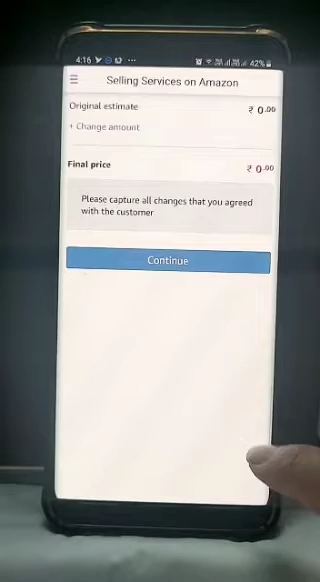 4:16 42%
Selling Services on Amazon
Original estimate ₹ 0.00
+ Change amount
Final price ₹ 0.00
Please capture all changes that you agreed
with the customer
Continue